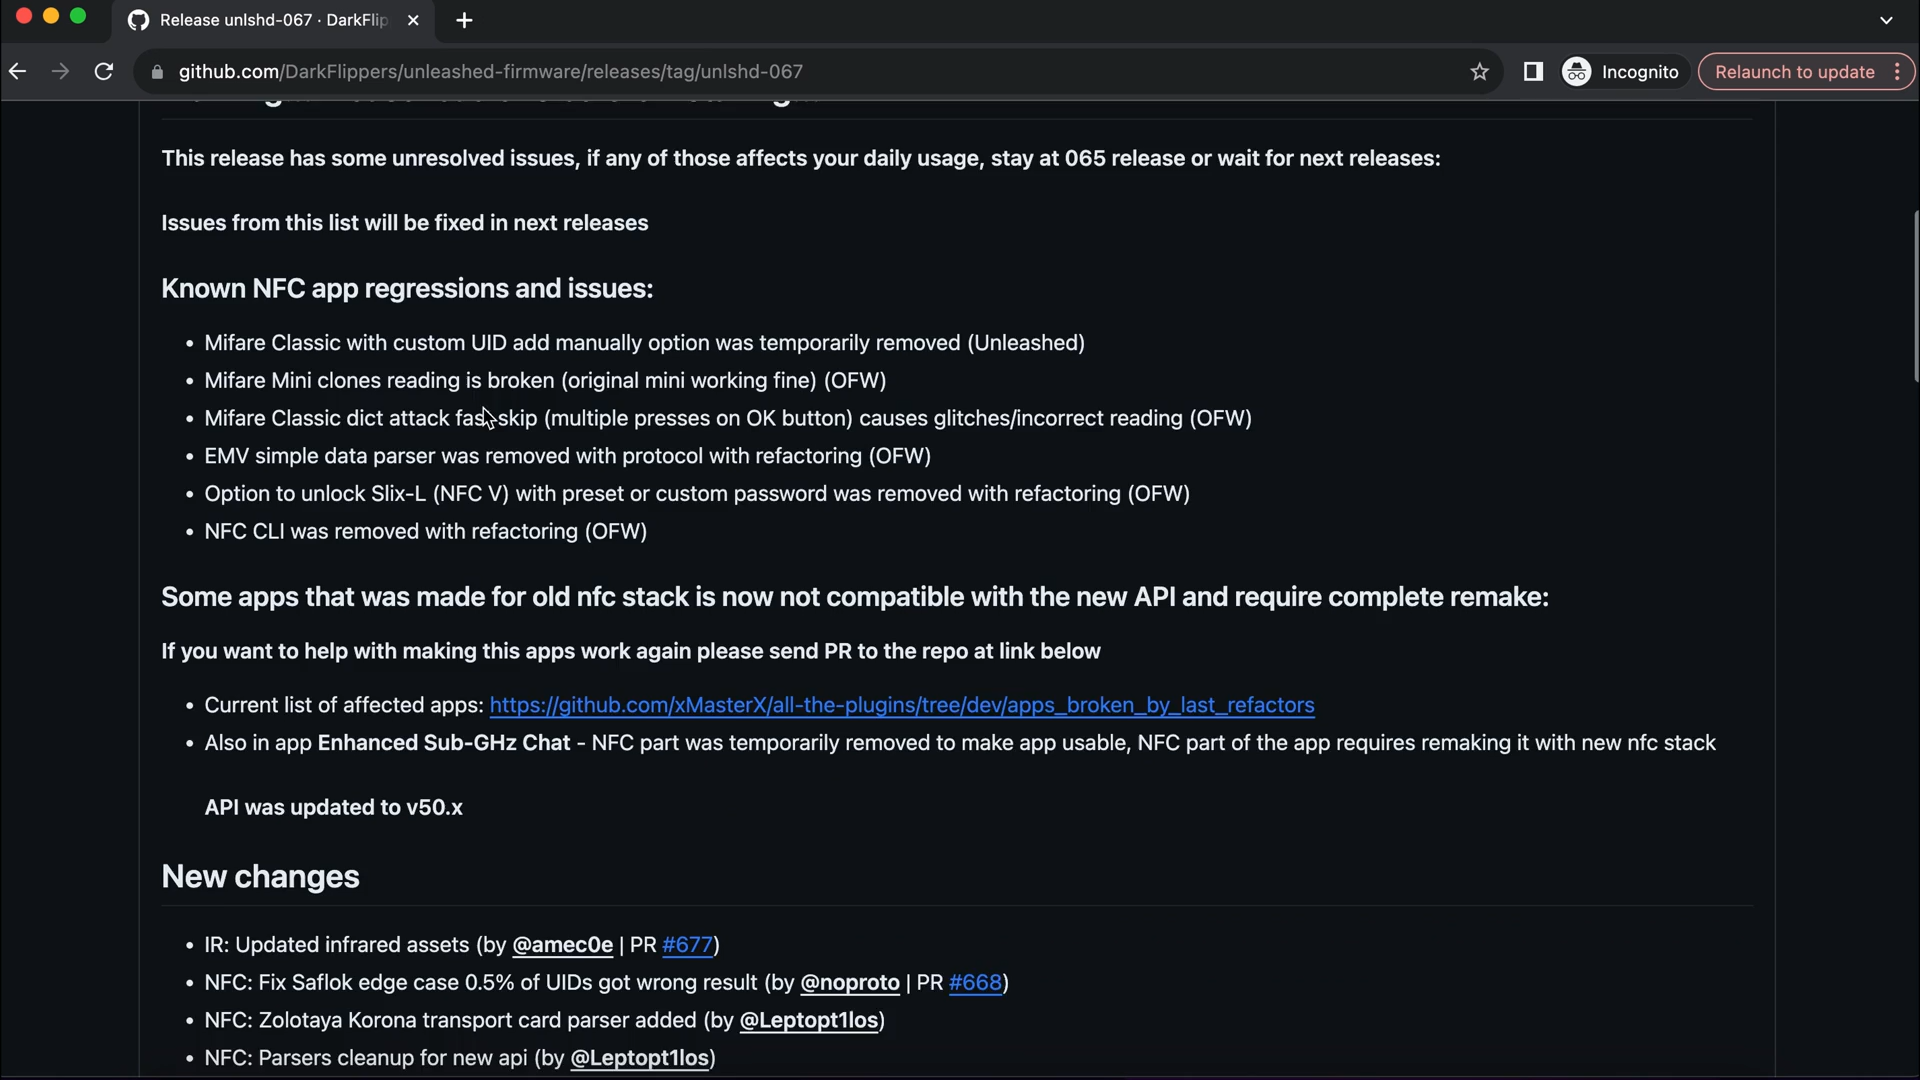 Release unlshd-067 · DarkFlip
github.com/DarkFlippers/unleashed-firmware/releases/tag/unlshd-067
Incognito
Relaunch to update
This release has some unresolved issues, if any of those affects your daily usage, stay at 065 release or wait for next releases:
Issues from this list will be fixed in next releases
Known NFC app regressions and issues:
• Mifare Classic with custom UID add manually option was temporarily removed (Unleashed)
• Mifare Mini clones reading is broken (original mini working fine) (OFW)
• Mifare Classic dict attack fast skip (multiple presses on OK button) causes glitches/incorrect reading (OFW)
• EMV simple data parser was removed with protocol with refactoring (OFW)
• Option to unlock Slix-L (NFC V) with preset or custom password was removed with refactoring (OFW)
• NFC CLI was removed with refactoring (OFW)
Some apps that was made for old nfc stack is now not compatible with the new API and require complete remake:
If you want to help with making this apps work again please send PR to the repo at link below
• Current list of affected apps: https://github.com/xMasterX/all-the-plugins/tree/dev/apps_broken_by_last_refactors
• Also in app Enhanced Sub-GHz Chat - NFC part was temporarily removed to make app usable, NFC part of the app requires remaking it with new nfc stack
API was updated to v50.x
New changes
• IR: Updated infrared assets (by @amec0e | PR #677)
• NFC: Fix Saflok edge case 0.5% of UIDs got wrong result (by @noproto | PR #668)
• NFC: Zolotaya Korona transport card parser added (by @Leptopt1los)
• NFC: Parsers cleanup for new api (by @Leptopt1los)